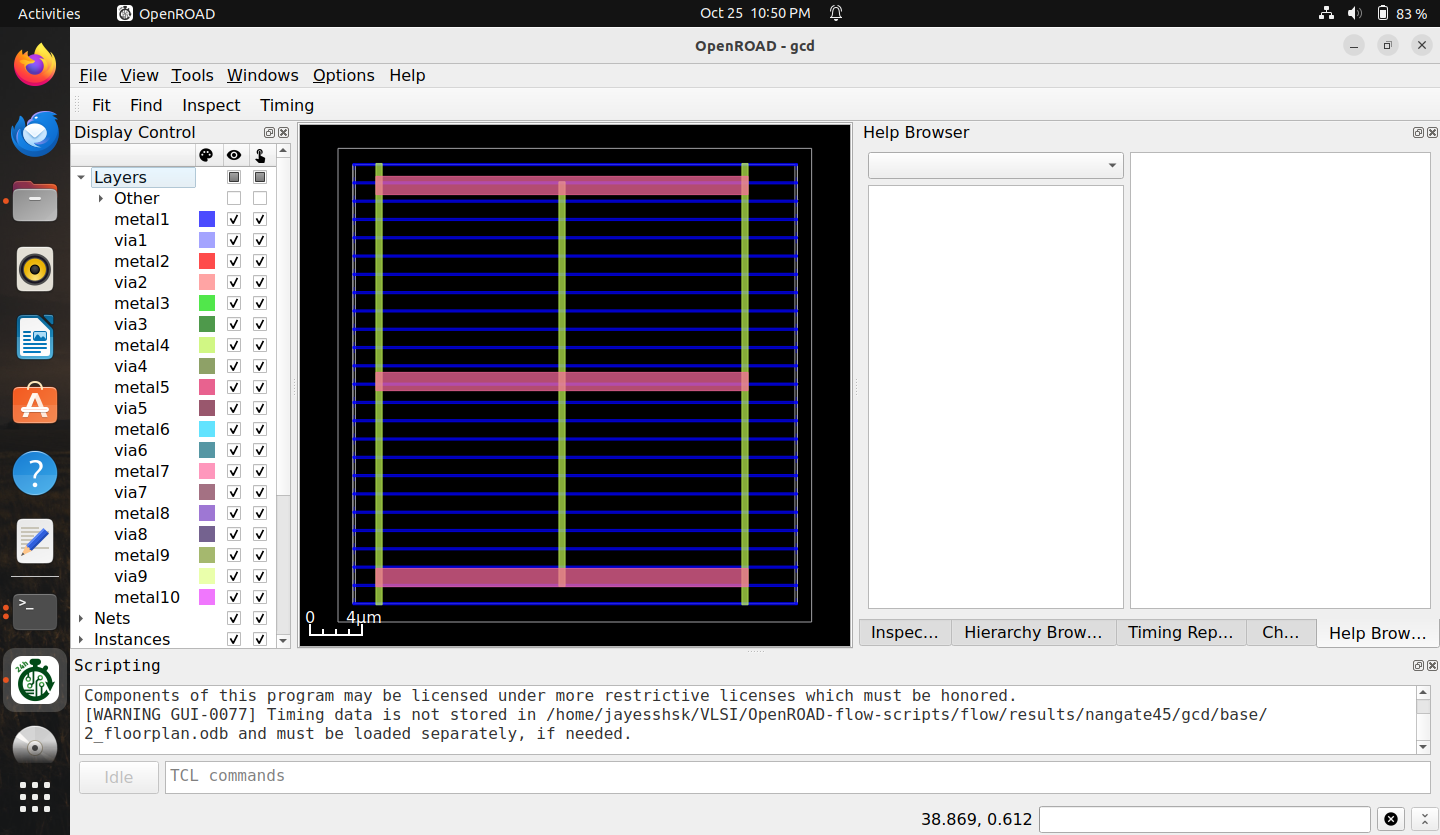 Activities OpenROAD Oct 25 10:50 PM 83 %
OpenROAD - gcd
File View Tools Windows Options Help
Fit Find Inspect Timing
Display Control
Layers
Other
metal1
via1
metal2
via2
metal3
via3
metal4
via4
metal5
via5
metal6
via6
metal7
via7
metal8
via8
metal9
via9
metal10
Nets
Instances
0 4µm
Help Browser
Inspec... Hierarchy Brow... Timing Rep... Ch... Help Brow...
Scripting
Components of this program may be licensed under more restrictive licenses which must be honored.
[WARNING GUI-0077] Timing data is not stored in /home/jayesshsk/VLSI/OpenROAD-flow-scripts/flow/results/nangate45/gcd/base/
2_floorplan.odb and must be loaded separately, if needed.
Idle TCL commands
38.869, 0.612